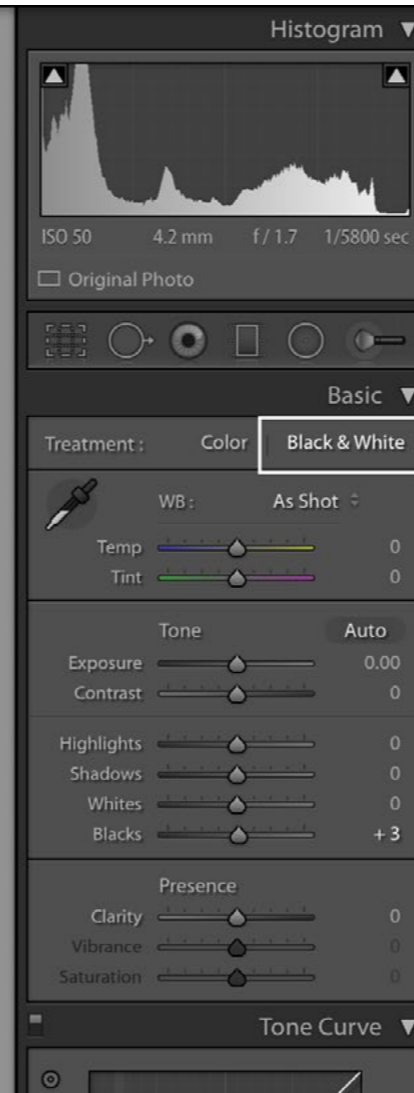 Histogram
ISO 50 4.2 mm f / 1.7 1/5800 sec
Original Photo
Basic
Treatment : Color Black & White
WB : As Shot
Temp 0
Tint 0
Tone Auto
Exposure 0.00
Contrast 0
Highlights 0
Shadows 0
Whites 0
Blacks + 3
Presence
Clarity 0
Vibrance 0
Saturation 0
Tone Curve